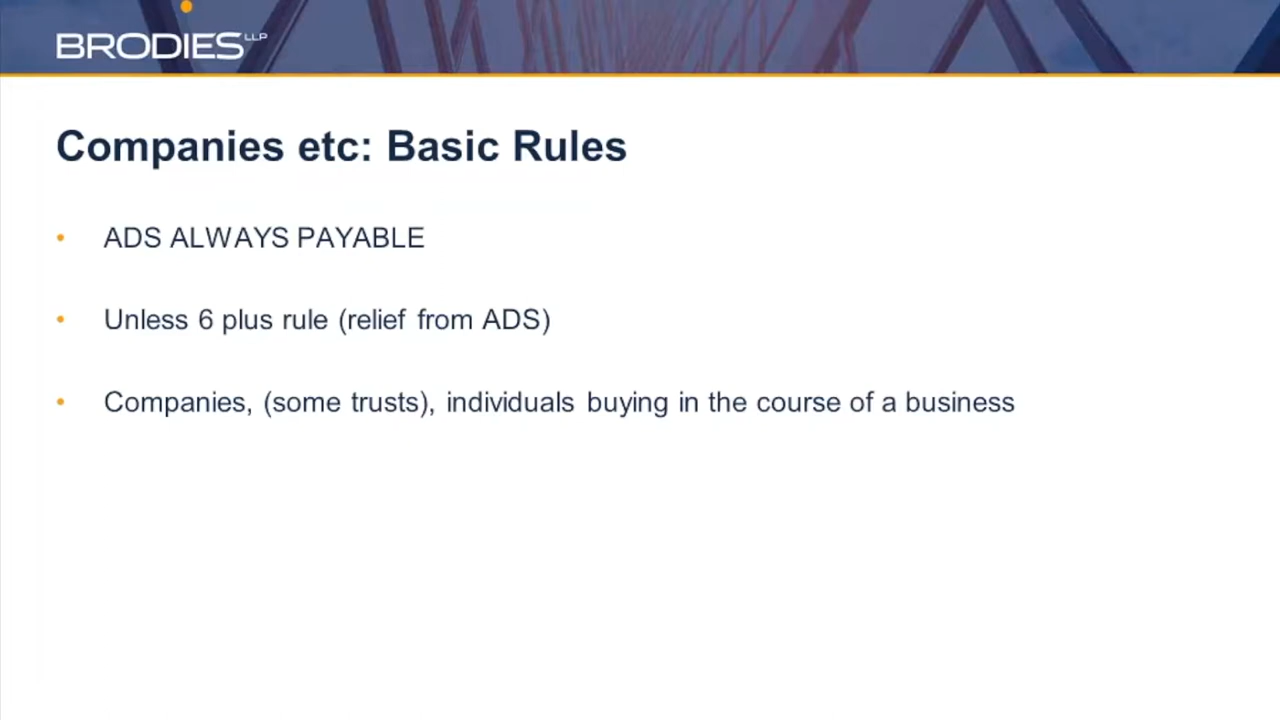 BRODIES LLP
Companies etc: Basic Rules
• ADS ALWAYS PAYABLE
• Unless 6 plus rule (relief from ADS)
• Companies, (some trusts), individuals buying in the course of a business